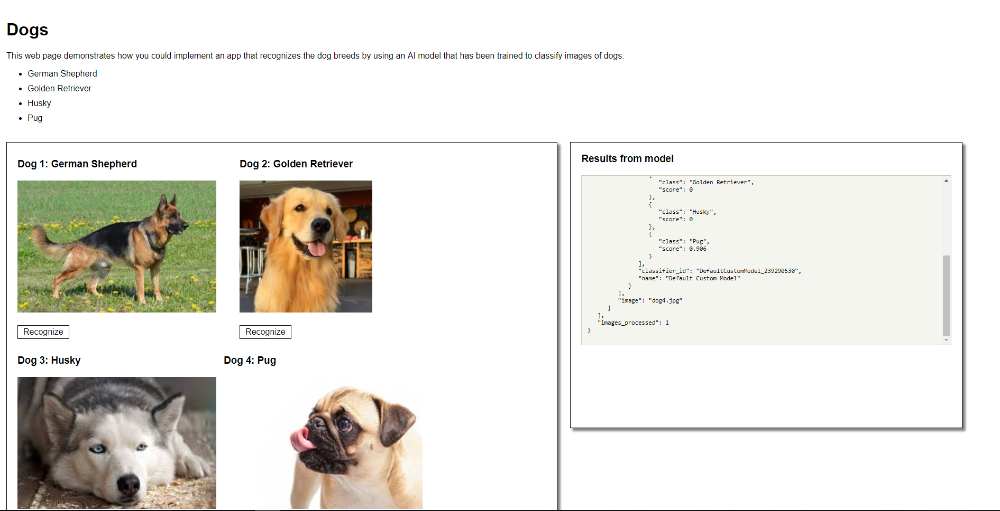 Dogs
This web page demonstrates how you could implement an app that recognizes the dog breeds by using an AI model that has been trained to classify images of dogs:
• German Shepherd
• Golden Retriever
• Husky
• Pug
Dog 1: German Shepherd
Dog 2: Golden Retriever
Recognize
Recognize
Dog 3: Husky
Dog 4: Pug
Results from model
"class": "Golden Retriever",
"score": 0
},
{
"class": "Husky",
"score": 0
},
{
"class": "Pug",
"score": 0.906
}
],
"classifier_id": "DefaultCustomModel_239290530",
"name": "Default Custom Model"
}
],
"image": "dog4.jpg"
}
],
"images_processed": 1
}